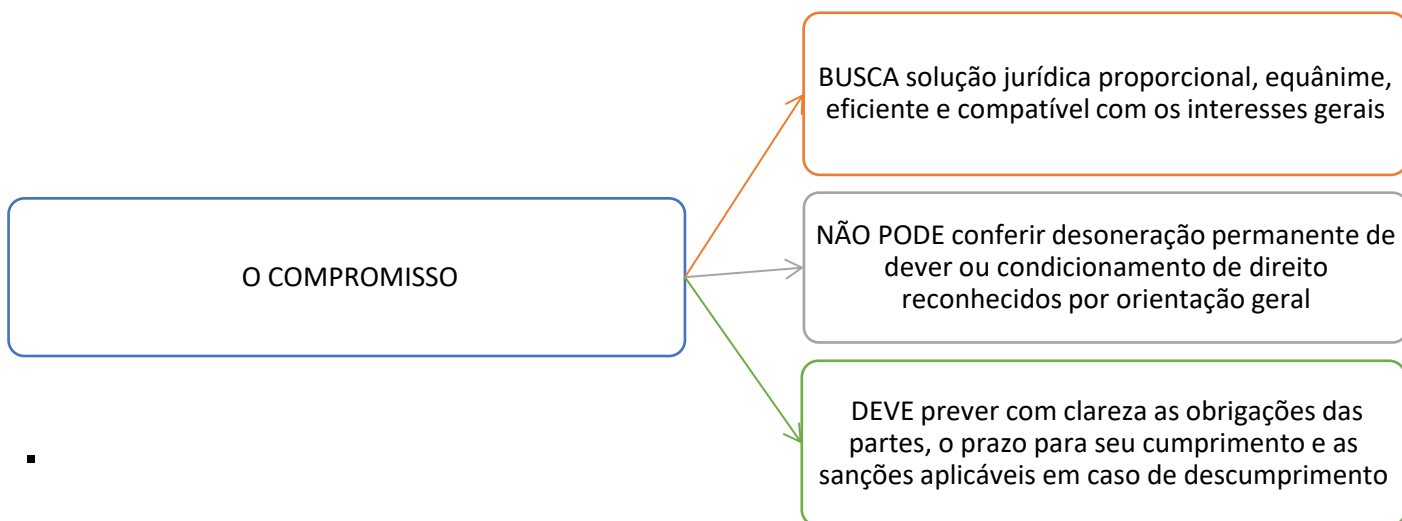 O COMPROMISSO
BUSCA solução jurídica proporcional, equânime,
eficiente e compatível com os interesses gerais
NÃO PODE conferir desoneração permanente de
dever ou condicionamento de direito
reconhecidos por orientação geral
DEVE prever com clareza as obrigações das
partes, o prazo para seu cumprimento e as
sanções aplicáveis em caso de descumprimento